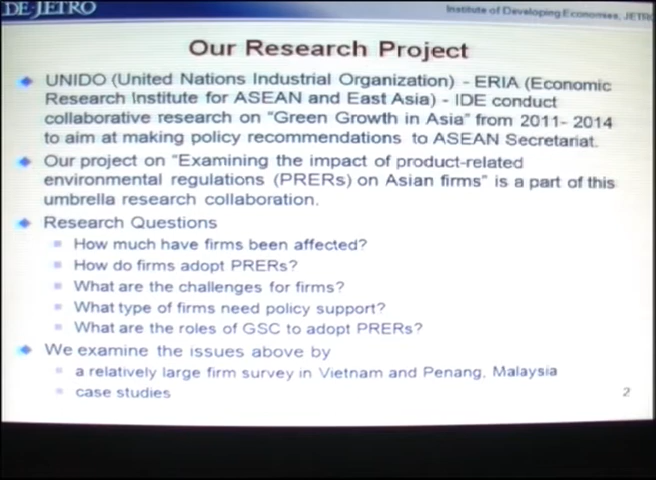 DE-JETRO
Institute of Developing Economies, JETRO
Our Research Project
UNIDO (United Nations Industrial Organization) - ERIA (Economic
Research Institute for ASEAN and East Asia) - IDE conduct
collaborative research on "Green Growth in Asia" from 2011- 2014
to aim at making policy recommendations to ASEAN Secretariat.
Our project on "Examining the impact of product-related
environmental regulations (PRERs) on Asian firms" is a part of this
umbrella research collaboration.
Research Questions
How much have firms been affected?
How do firms adopt PRERs?
What are the challenges for firms?
What type of firms need policy support?
What are the roles of GSC to adopt PRERs?
We examine the issues above by
a relatively large firm survey in Vietnam and Penang, Malaysia
case studies
2